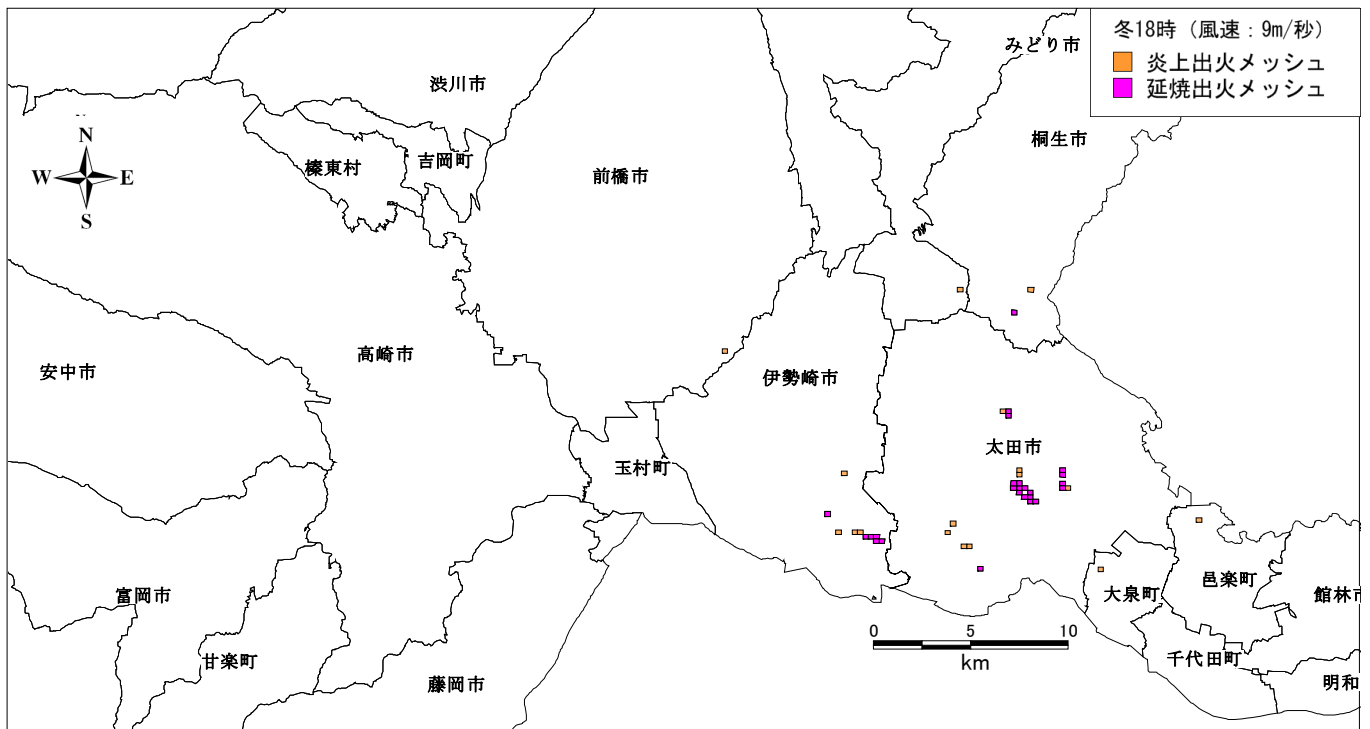 冬18時（風速：9m/秒）
炎上出火メッシュ
延焼出火メッシュ
みどり市
渋川市
桐生市
N
W E
S
榛東村
吉岡町
前橋市
高崎市
安中市
伊勢崎市
太田市
玉村町
富岡市
大泉町
邑楽町
館林市
0 5 10
km
甘楽町
千代田町
藤岡市
明和